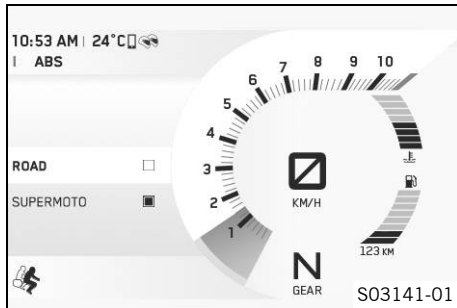 10:53 AM | 24°C
| ABS
ROAD
SUPERMOTO
1
2
3
4
5
6
7
8
9
10
0
KM/H
N
GEAR
123 KM
S03141-01